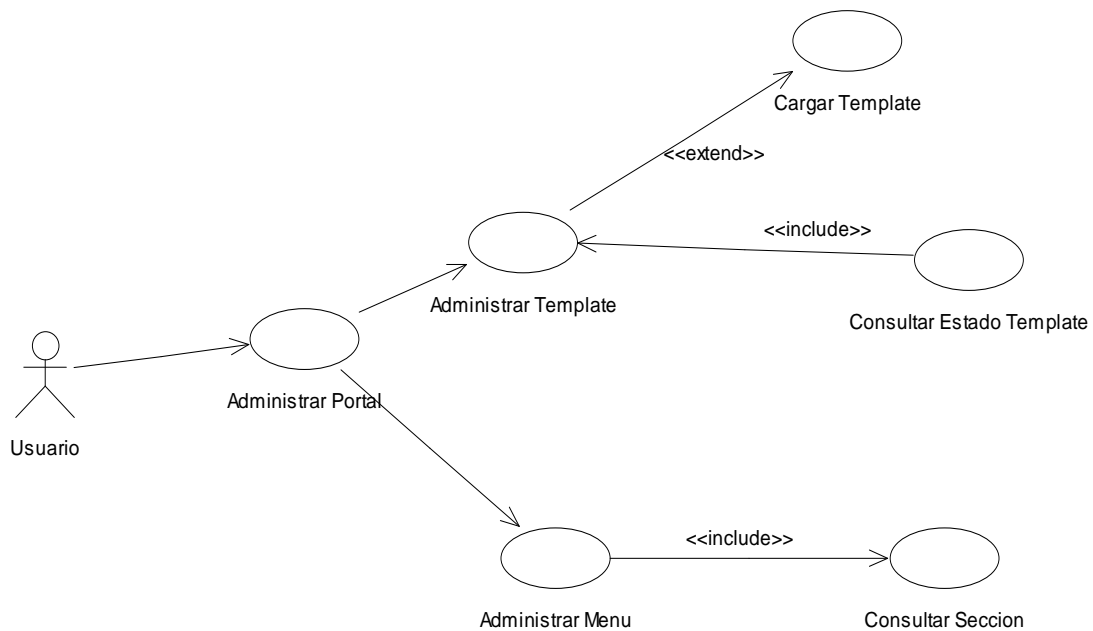 Cargar Template
<<extend>>
<<include>>
Administrar Template
Consultar Estado Template
Administrar Portal
Usuario
<<include>>
Administrar Menu
Consultar Seccion